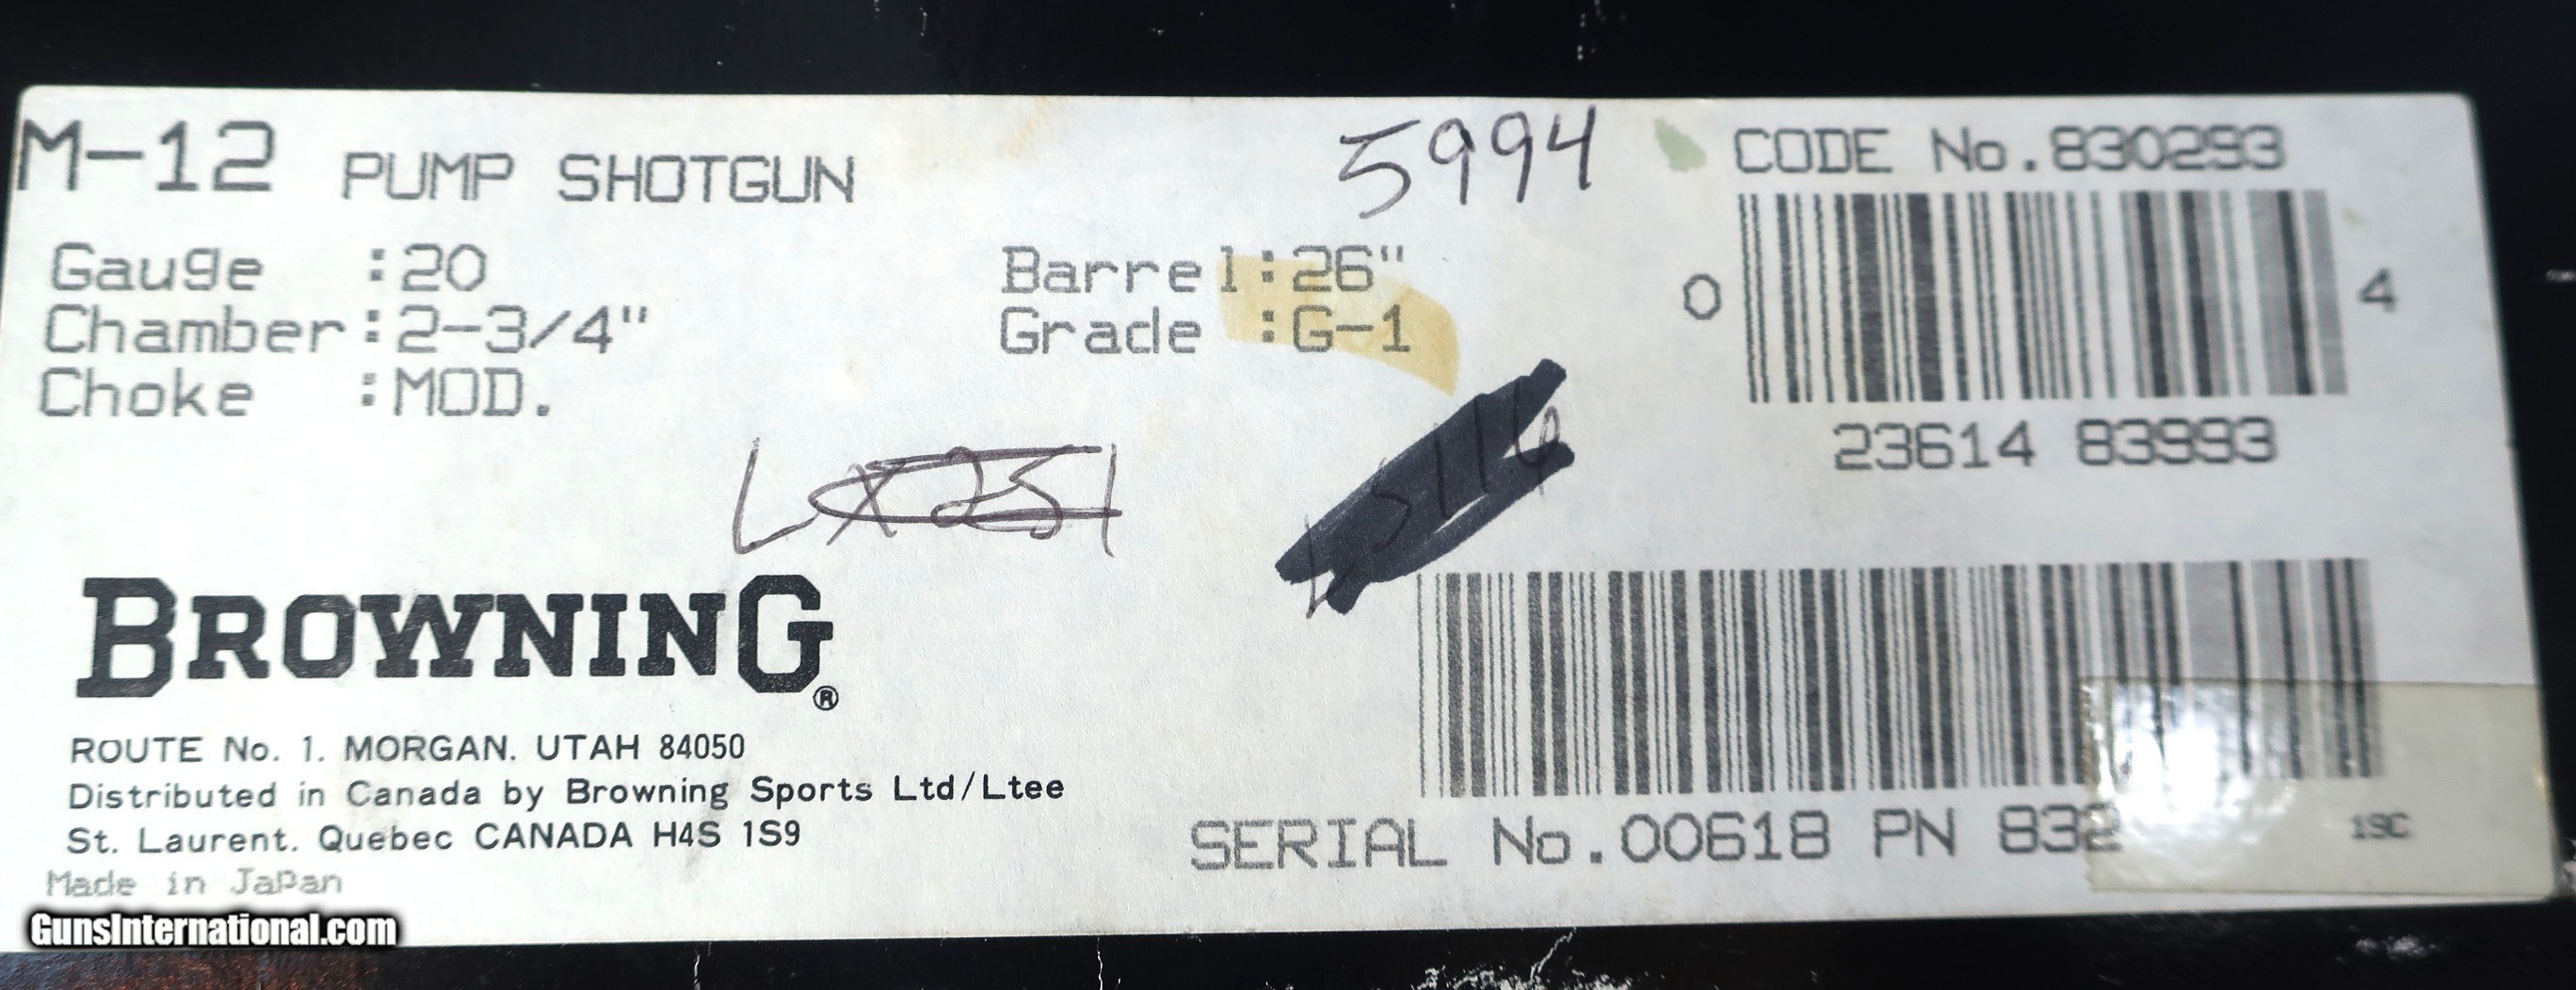 M-12 PUMP SHOTGUN
5994
CODE No.830293
Gauge :20
Barrel:26"
Chamber:2-3/4"
Grade :G-1
Choke :MOD.
0
4
23614 83993
BROWNING®
ROUTE No. 1. MORGAN. UTAH 84050
Distributed in Canada by Browning Sports Ltd/Ltee
St. Laurent. Quebec CANADA H4S 1S9
Made in Japan
SERIAL No.00618 PN 832
19C
GunsInternational.com